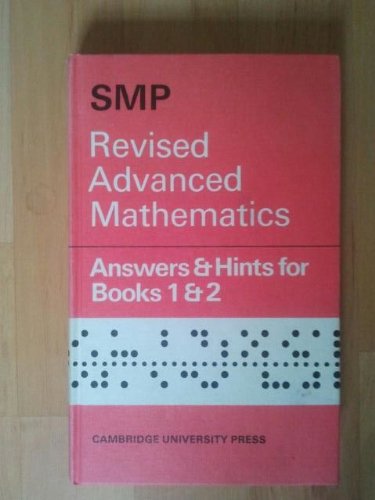 SMP
Revised
Advanced
Mathematics
Answers & Hints for
Books 1 & 2
CAMBRIDGE UNIVERSITY PRESS